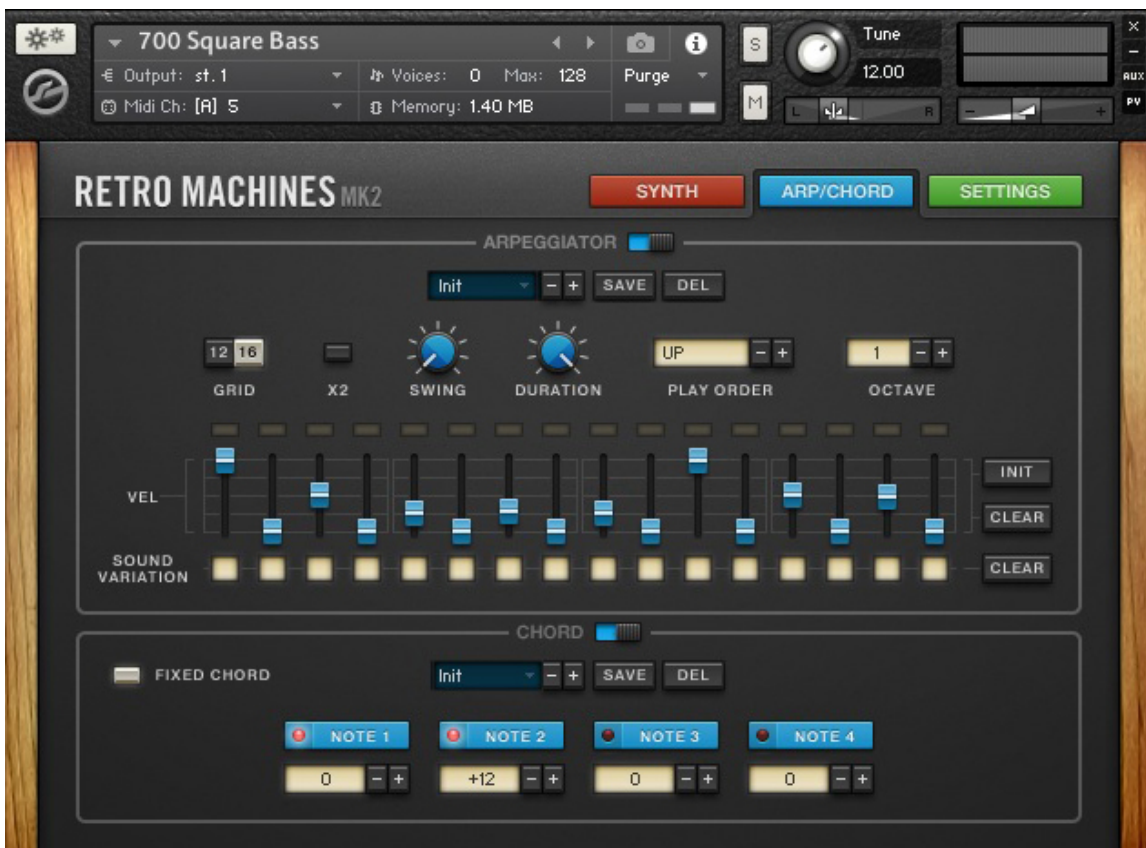 700 Square Bass
i
S
Tune
X
−
Output: st. 1
Voices: 0 Max: 128
Purge
12.00
AUX
Midi Ch: [A] 5
Memory: 1.40 MB
M
L R
− +
PV
RETRO MACHINES MK2
SYNTH
ARP/CHORD
SETTINGS
ARPEGGIATOR
Init − + SAVE DEL
12 16
UP − +
1 − +
GRID X2 SWING DURATION PLAY ORDER OCTAVE
INIT
VEL
CLEAR
SOUND
VARIATION
CLEAR
CHORD
FIXED CHORD
Init − + SAVE DEL
NOTE 1 NOTE 2 NOTE 3 NOTE 4
0 − + +12 − + 0 − + 0 − +